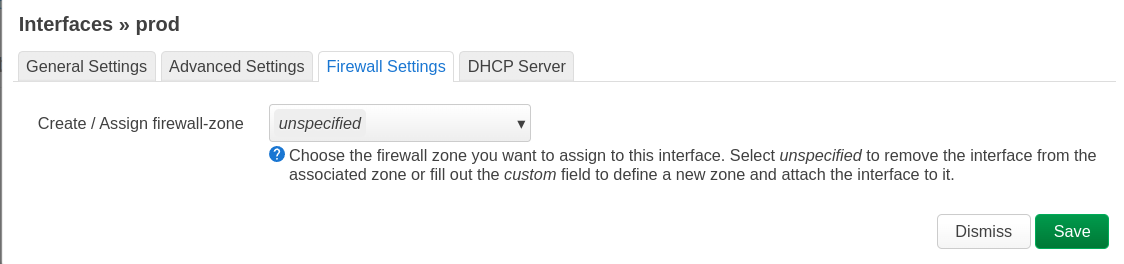 Interfaces » prod
General Settings Advanced Settings Firewall Settings DHCP Server
Create / Assign firewall-zone unspecified
Choose the firewall zone you want to assign to this interface. Select unspecified to remove the interface from the
associated zone or fill out the custom field to define a new zone and attach the interface to it.
Dismiss Save